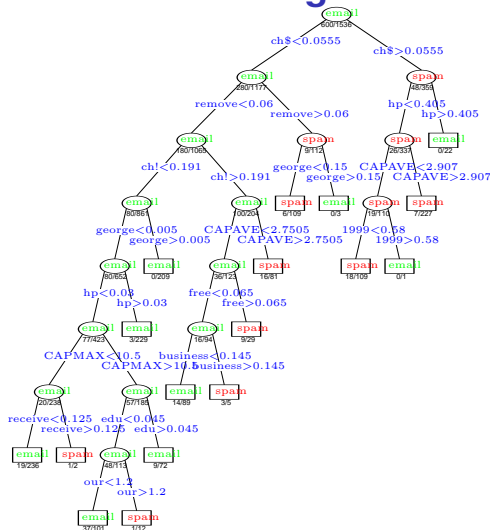 email
600/1536
ch$<0.0555
ch$>0.0555
email
spam
280/1177
48/359
remove<0.06
hp<0.405
remove>0.06
hp>0.405
email
spam
spam
email
180/1065
9/112
26/337
0/22
ch!<0.191
george<0.15
CAPAVE<2.907
ch!>0.191
george>0.15
CAPAVE>2.907
email
email
spam
email
spam
spam
80/861
100/204
6/109
0/3
19/110
7/227
george<0.005
CAPAVE<2.7505
1999<0.58
george>0.005
CAPAVE>2.7505
1999>0.58
email
email
email
spam
spam
email
80/652
0/209
36/123
16/81
18/109
0/1
hp<0.03
free<0.065
hp>0.03
free>0.065
email
email
email
spam
77/423
3/229
16/94
9/29
CAPMAX<10.5
business<0.145
CAPMAX>10.5
business>0.145
email
email
email
spam
20/238
57/185
14/89
3/5
receive<0.125
edu<0.045
receive>0.125
edu>0.045
email
spam
email
email
19/236
1/2
48/113
9/72
our<1.2
our>1.2
email
spam
37/101
1/12